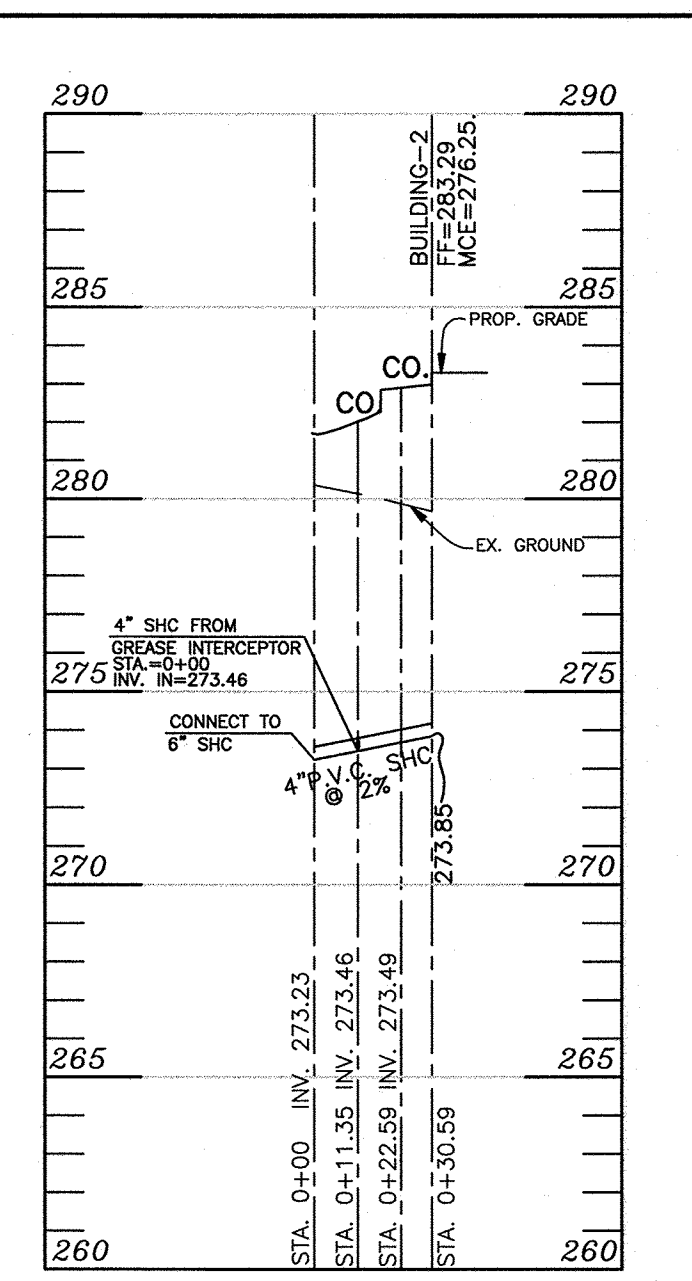 290 290
BUILDING-2
FF=283.29
MCE=276.25.
285 285
PROP. GRADE
CO.
CO
280 280
EX. GROUND
4" SHC FROM
GREASE INTERCEPTOR
STA.=0+00
INV. IN=273.46
275 275
CONNECT TO
6" SHC
4"P.V.C. SHC
@ 2%
273.85
270 270
265 265
STA. 0+00 INV. 273.23
STA. 0+11.35 INV. 273.46
STA. 0+22.59 INV. 273.49
STA. 0+30.59
260 260